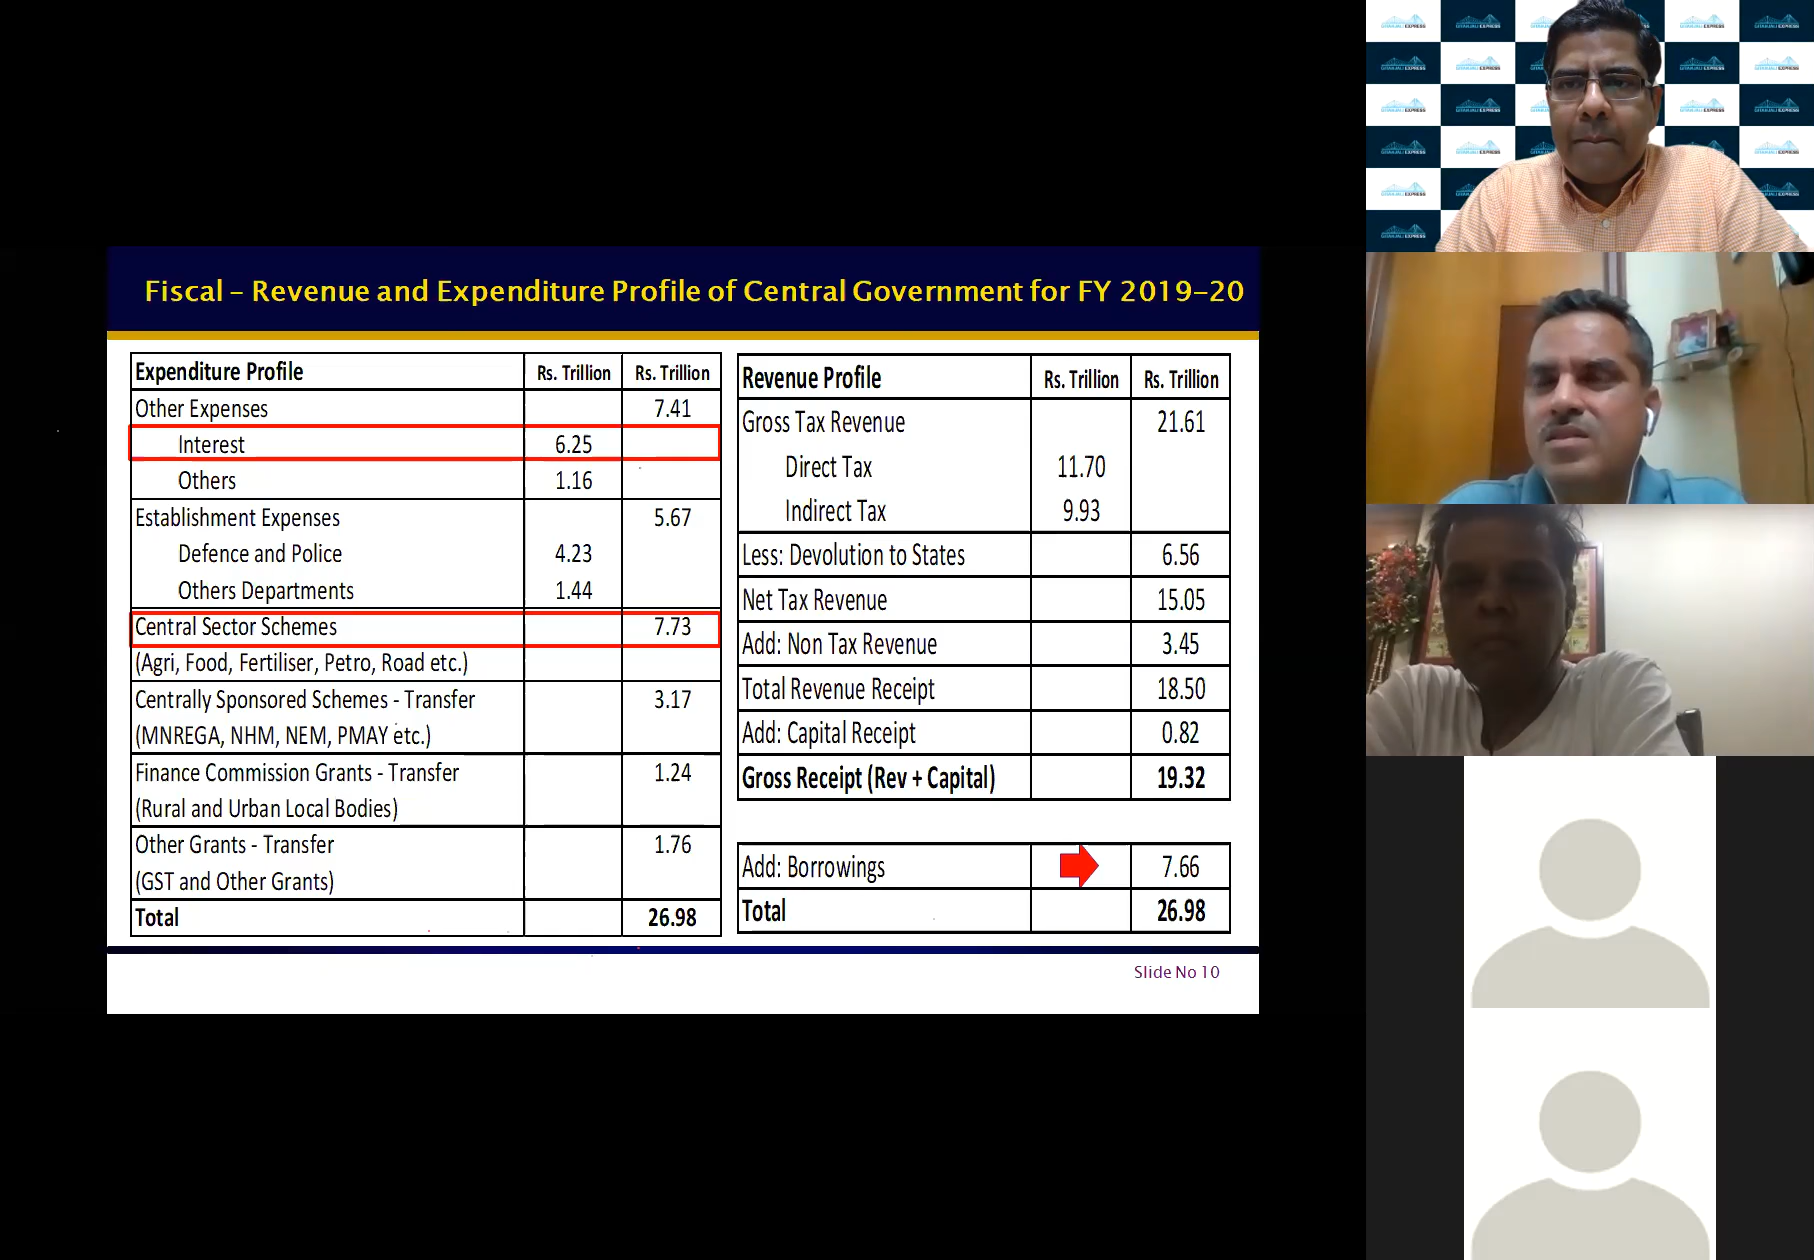 Fiscal – Revenue and Expenditure Profile of Central Government for FY 2019-20
Expenditure Profile Rs. Trillion Rs. Trillion
Other Expenses 7.41
Interest 6.25
Others 1.16
Establishment Expenses 5.67
Defence and Police 4.23
Others Departments 1.44
Central Sector Schemes 7.73
(Agri, Food, Fertiliser, Petro, Road etc.)
Centrally Sponsored Schemes - Transfer 3.17
(MNREGA, NHM, NEM, PMAY etc.)
Finance Commission Grants - Transfer 1.24
(Rural and Urban Local Bodies)
Other Grants - Transfer 1.76
(GST and Other Grants)
Total 26.98
Revenue Profile Rs. Trillion Rs. Trillion
Gross Tax Revenue 21.61
Direct Tax 11.70
Indirect Tax 9.93
Less: Devolution to States 6.56
Net Tax Revenue 15.05
Add: Non Tax Revenue 3.45
Total Revenue Receipt 18.50
Add: Capital Receipt 0.82
Gross Receipt (Rev + Capital) 19.32
Add: Borrowings 7.66
Total 26.98
Slide No 10
GITANJALI EXPRESS